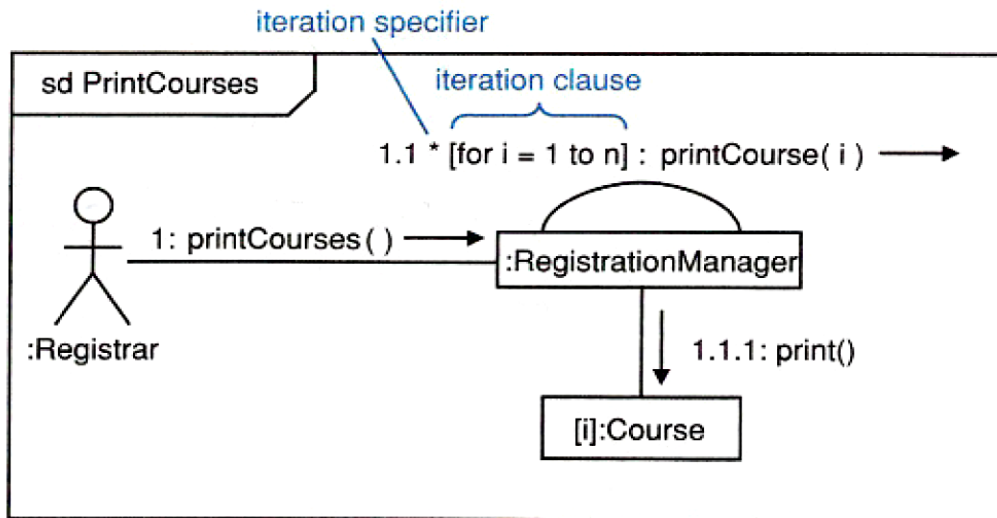 iteration specifier
sd PrintCourses
iteration clause
1.1 * [for i = 1 to n] : printCourse( i )
1: printCourses( )
:RegistrationManager
:Registrar
1.1.1: print()
[i]:Course